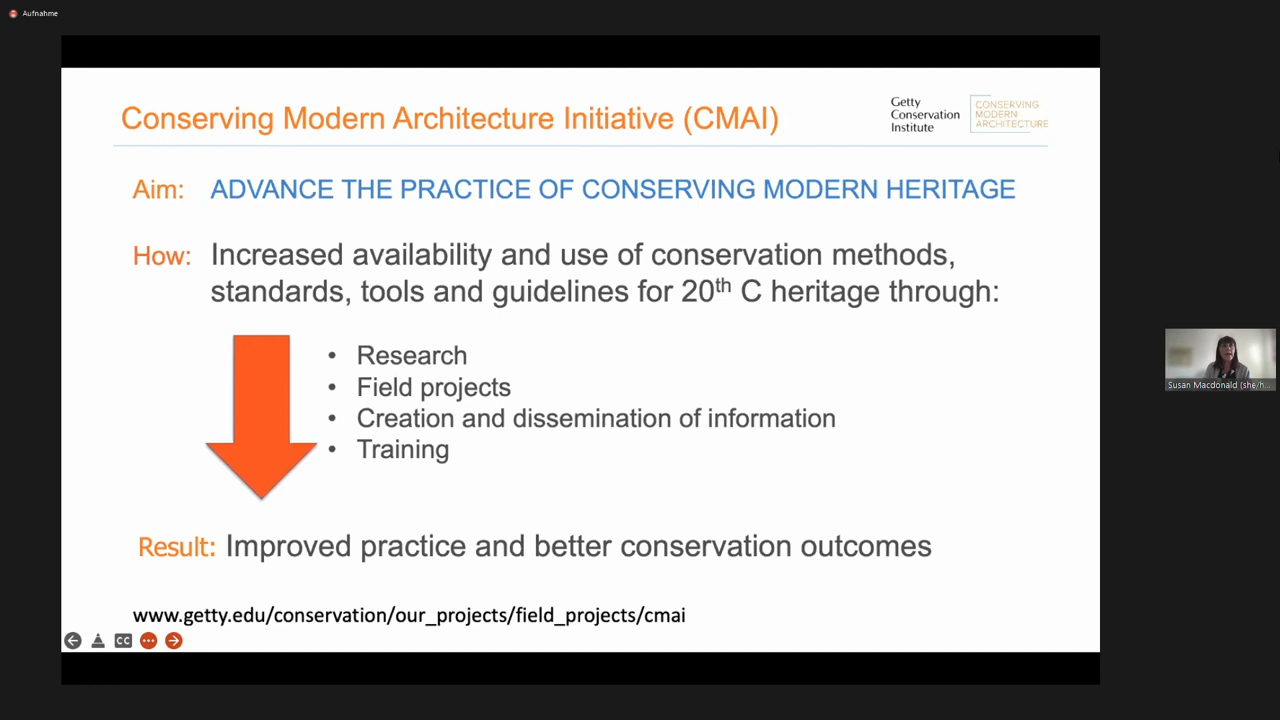 Aufnahme
Conserving Modern Architecture Initiative (CMAI)
Getty
Conservation
Institute
CONSERVING
MODERN
ARCHITECTURE
Aim: ADVANCE THE PRACTICE OF CONSERVING MODERN HERITAGE
How: Increased availability and use of conservation methods,
standards, tools and guidelines for 20th C heritage through:
• Research
• Field projects
• Creation and dissemination of information
• Training
Result: Improved practice and better conservation outcomes
www.getty.edu/conservation/our_projects/field_projects/cmai
CC
Susan Macdonald (she/h...